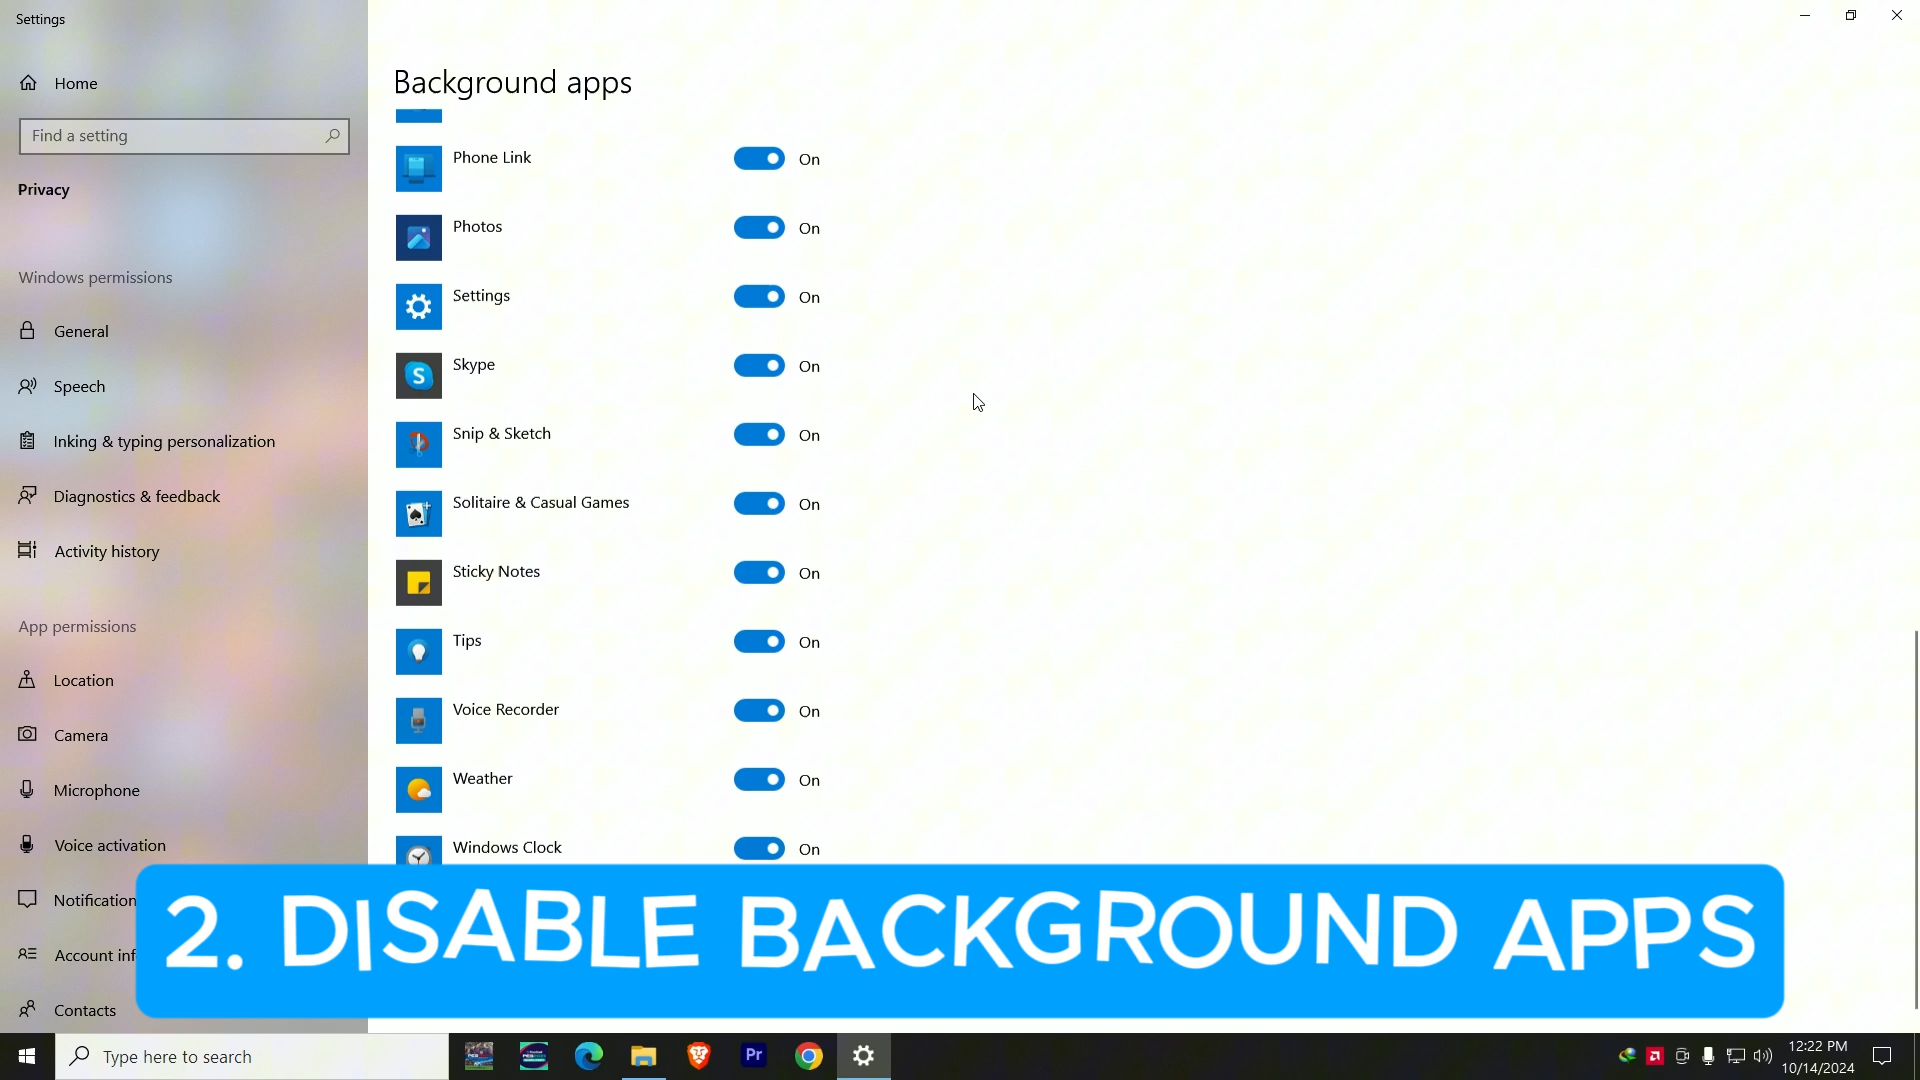 Settings
Home
Find a setting
Privacy
Windows permissions
General
Speech
Inking & typing personalization
Diagnostics & feedback
Activity history
App permissions
Location
Camera
Microphone
Voice activation
Notification
Account inf
Contacts
Background apps
Phone Link On
Photos On
Settings On
Skype On
Snip & Sketch On
Solitaire & Casual Games On
Sticky Notes On
Tips On
Voice Recorder On
Weather On
Windows Clock On
2. DISABLE BACKGROUND APPS
Type here to search
Pr
12:22 PM
10/14/2024